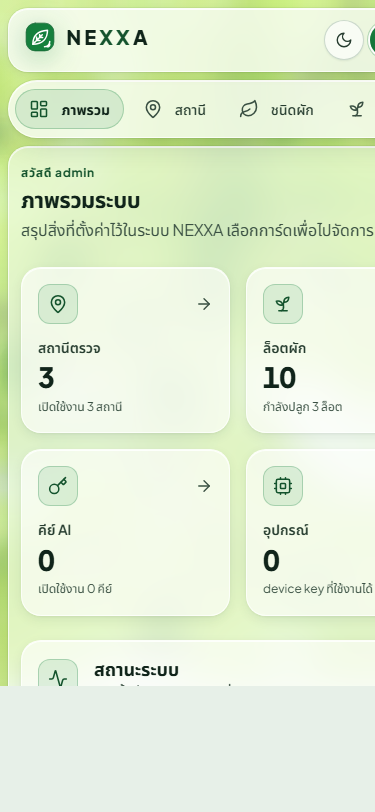 NEXXA
ภาพรวม
สถานี
ชนิดผัก
สวัสดี admin
ภาพรวมระบบ
สรุปสิ่งที่ตั้งค่าไว้ในระบบ NEXXA เลือกการ์ดเพื่อไปจัดการ
สถานีตรวจ
3
เปิดใช้งาน 3 สถานี
ล็อตผัก
10
กำลังปลูก 3 ล็อต
คีย์ AI
0
เปิดใช้งาน 0 คีย์
อุปกรณ์
0
device key ที่ใช้งานได้
สถานะระบบ